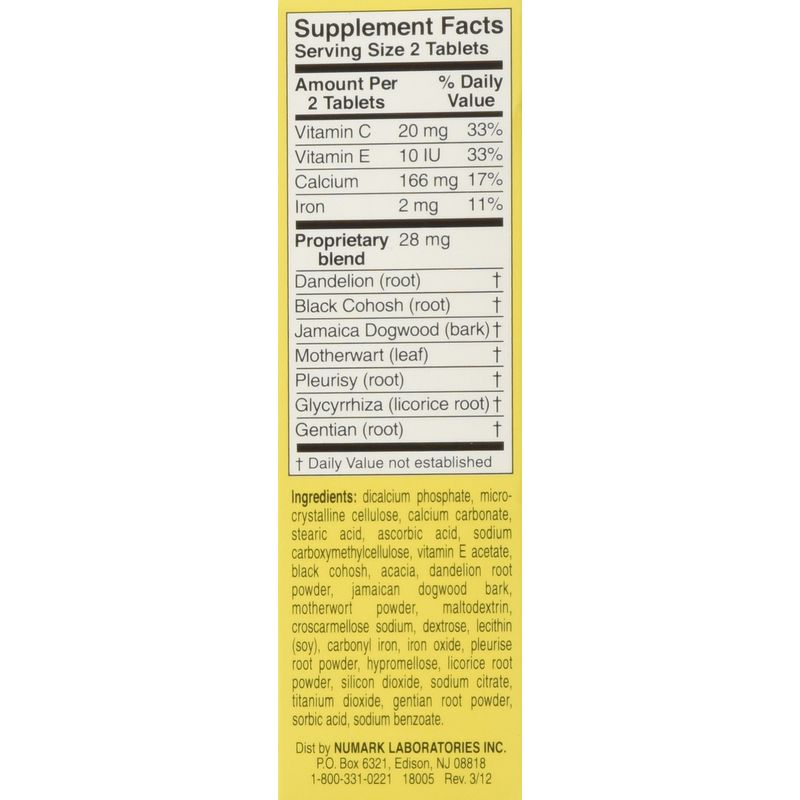 Supplement Facts
Serving Size 2 Tablets
Amount Per % Daily
2 Tablets Value
Vitamin C 20 mg 33%
Vitamin E 10 IU 33%
Calcium 166 mg 17%
Iron 2 mg 11%
Proprietary 28 mg
blend
Dandelion (root) †
Black Cohosh (root) †
Jamaica Dogwood (bark) †
Motherwart (leaf) †
Pleurisy (root) †
Glycyrrhiza (licorice root) †
Gentian (root) †
† Daily Value not established
Ingredients: dicalcium phosphate, micro-
crystalline cellulose, calcium carbonate,
stearic acid, ascorbic acid, sodium
carboxymethylcellulose, vitamin E acetate,
black cohosh, acacia, dandelion root
powder, jamaican dogwood bark,
motherwort powder, maltodextrin,
croscarmellose sodium, dextrose, lecithin
(soy), carbonyl iron, iron oxide, pleurise
root powder, hypromellose, licorice root
powder, silicon dioxide, sodium citrate,
titanium dioxide, gentian root powder,
sorbic acid, sodium benzoate.
Dist by NUMARK LABORATORIES INC.
P.O. Box 6321, Edison, NJ 08818
1-800-331-0221 18005 Rev. 3/12